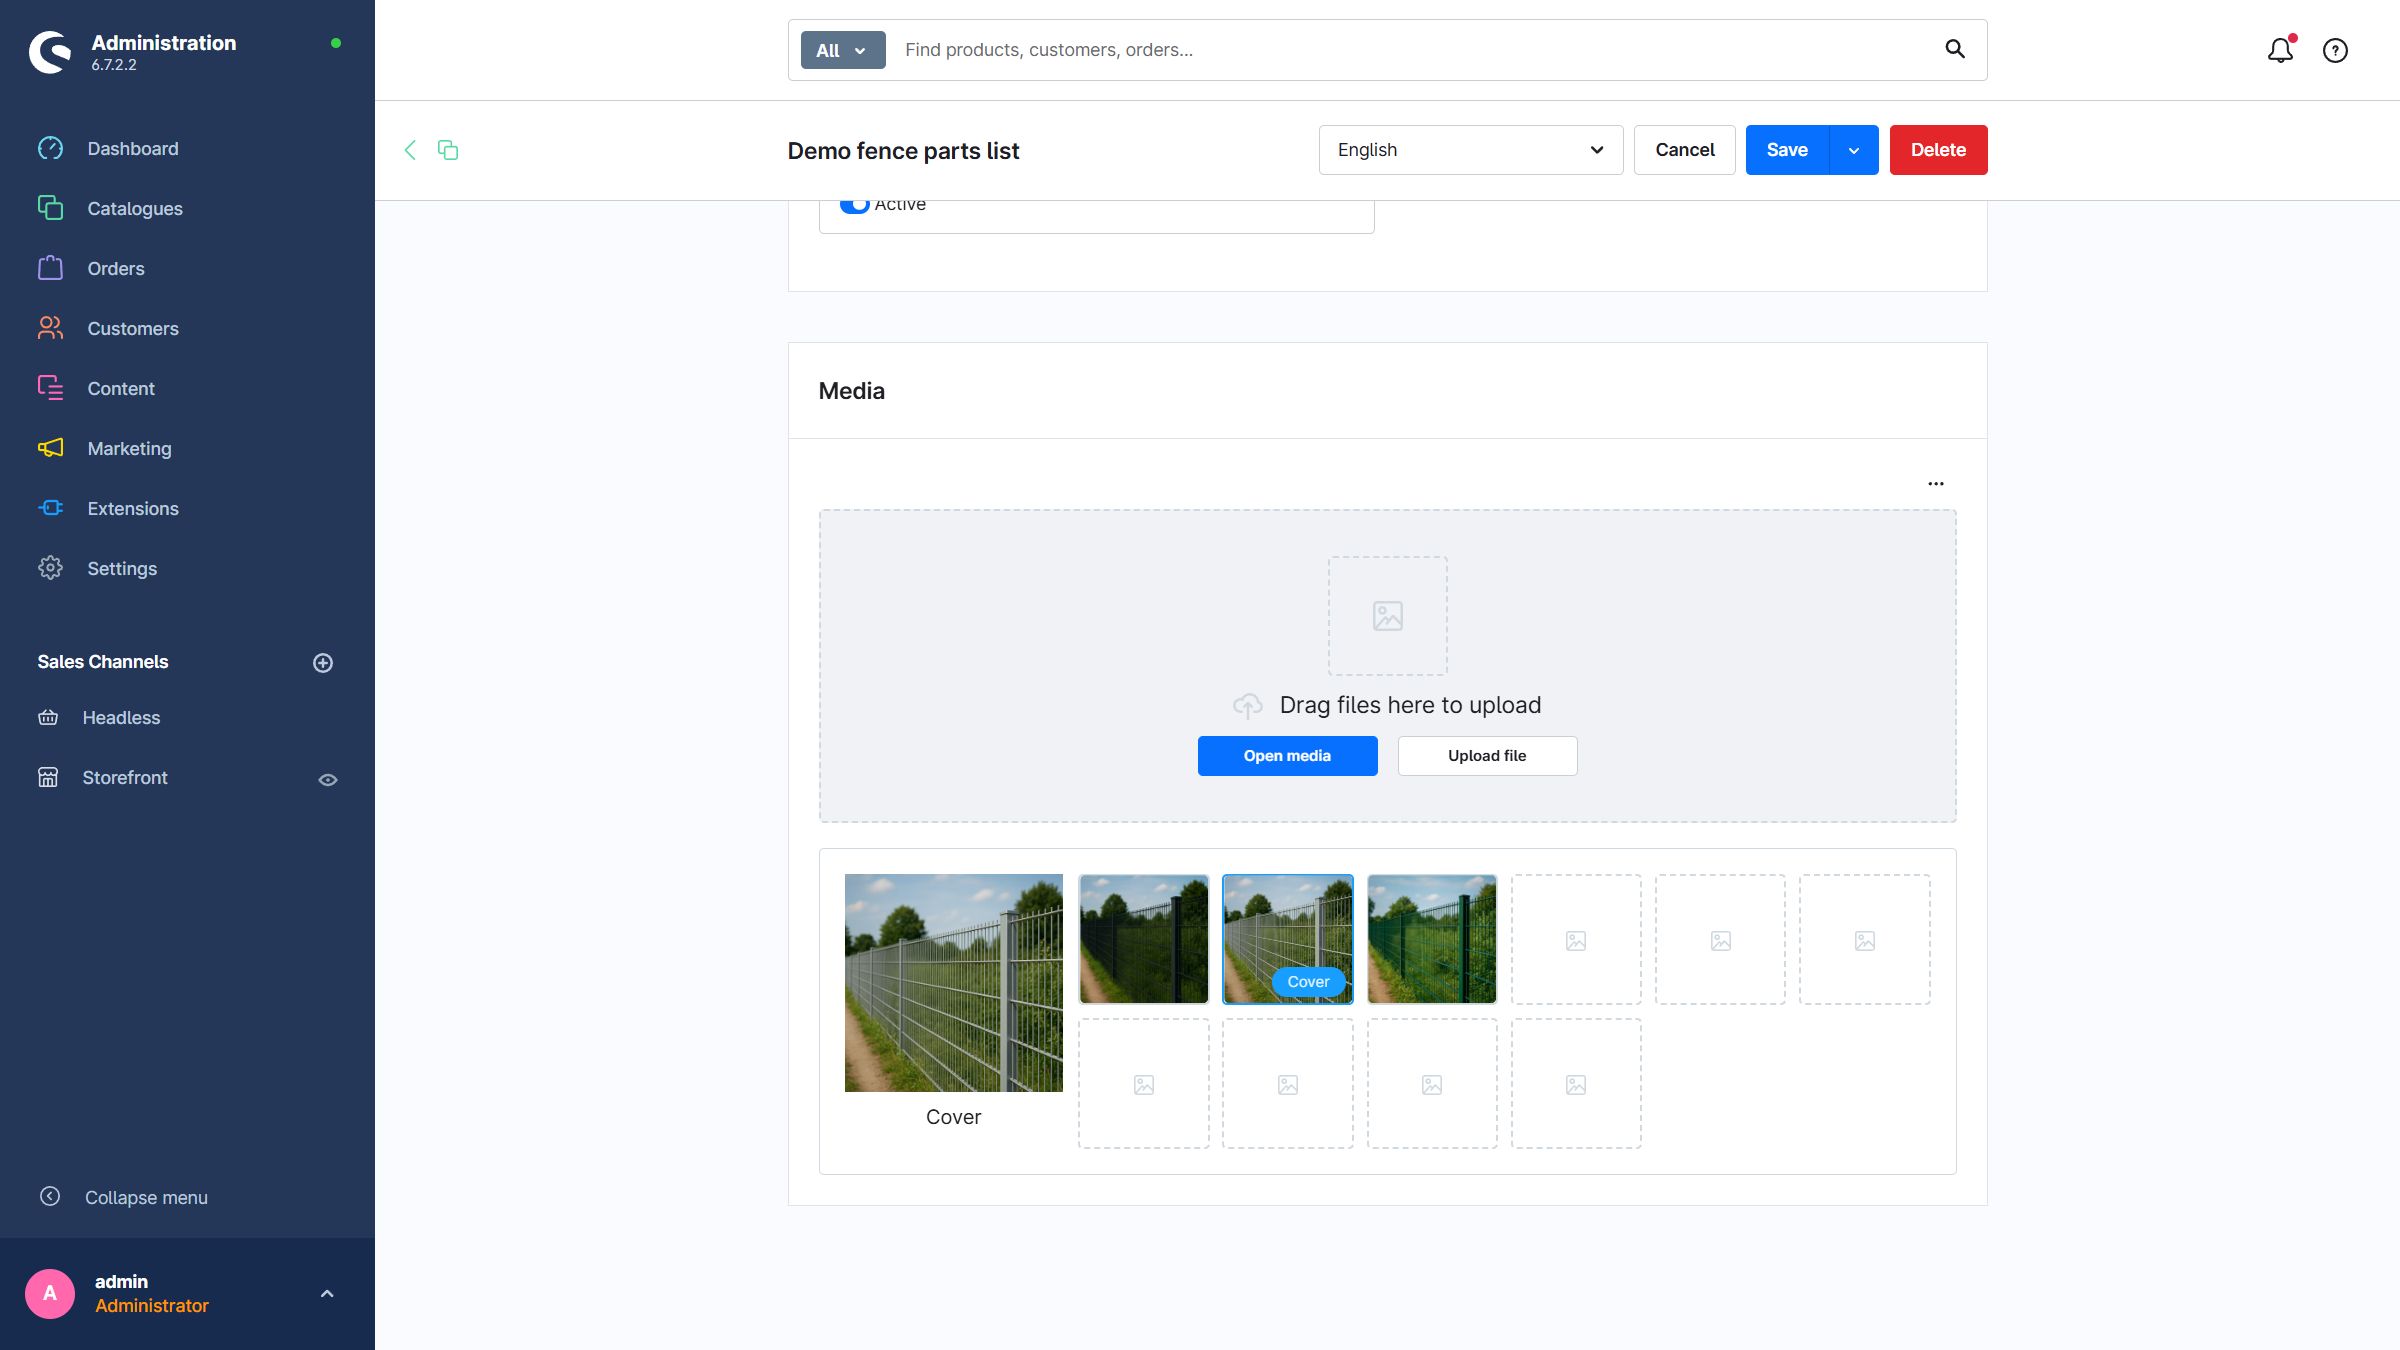 Administration
6.7.2.2
Dashboard
Catalogues
Orders
Customers
Content
Marketing
Extensions
Settings
Sales Channels
Headless
Storefront
Collapse menu
A
admin
Administrator
All
Find products, customers, orders...
Demo fence parts list
English
Cancel
Save
Delete
Active
Media
Drag files here to upload
Open media
Upload file
Cover
Cover